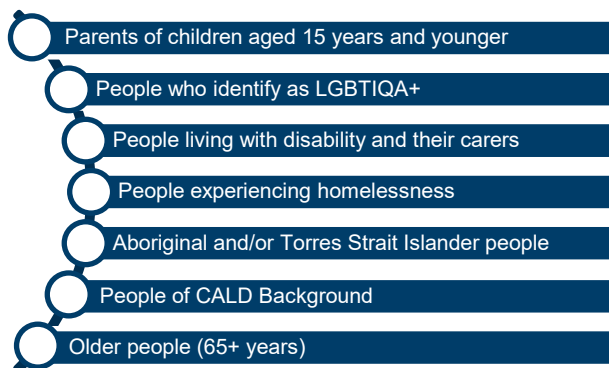 Parents of children aged 15 years and younger
People who identify as LGBTIQA+
People living with disability and their carers
People experiencing homelessness
Aboriginal and/or Torres Strait Islander people
People of CALD Background
Older people (65+ years)